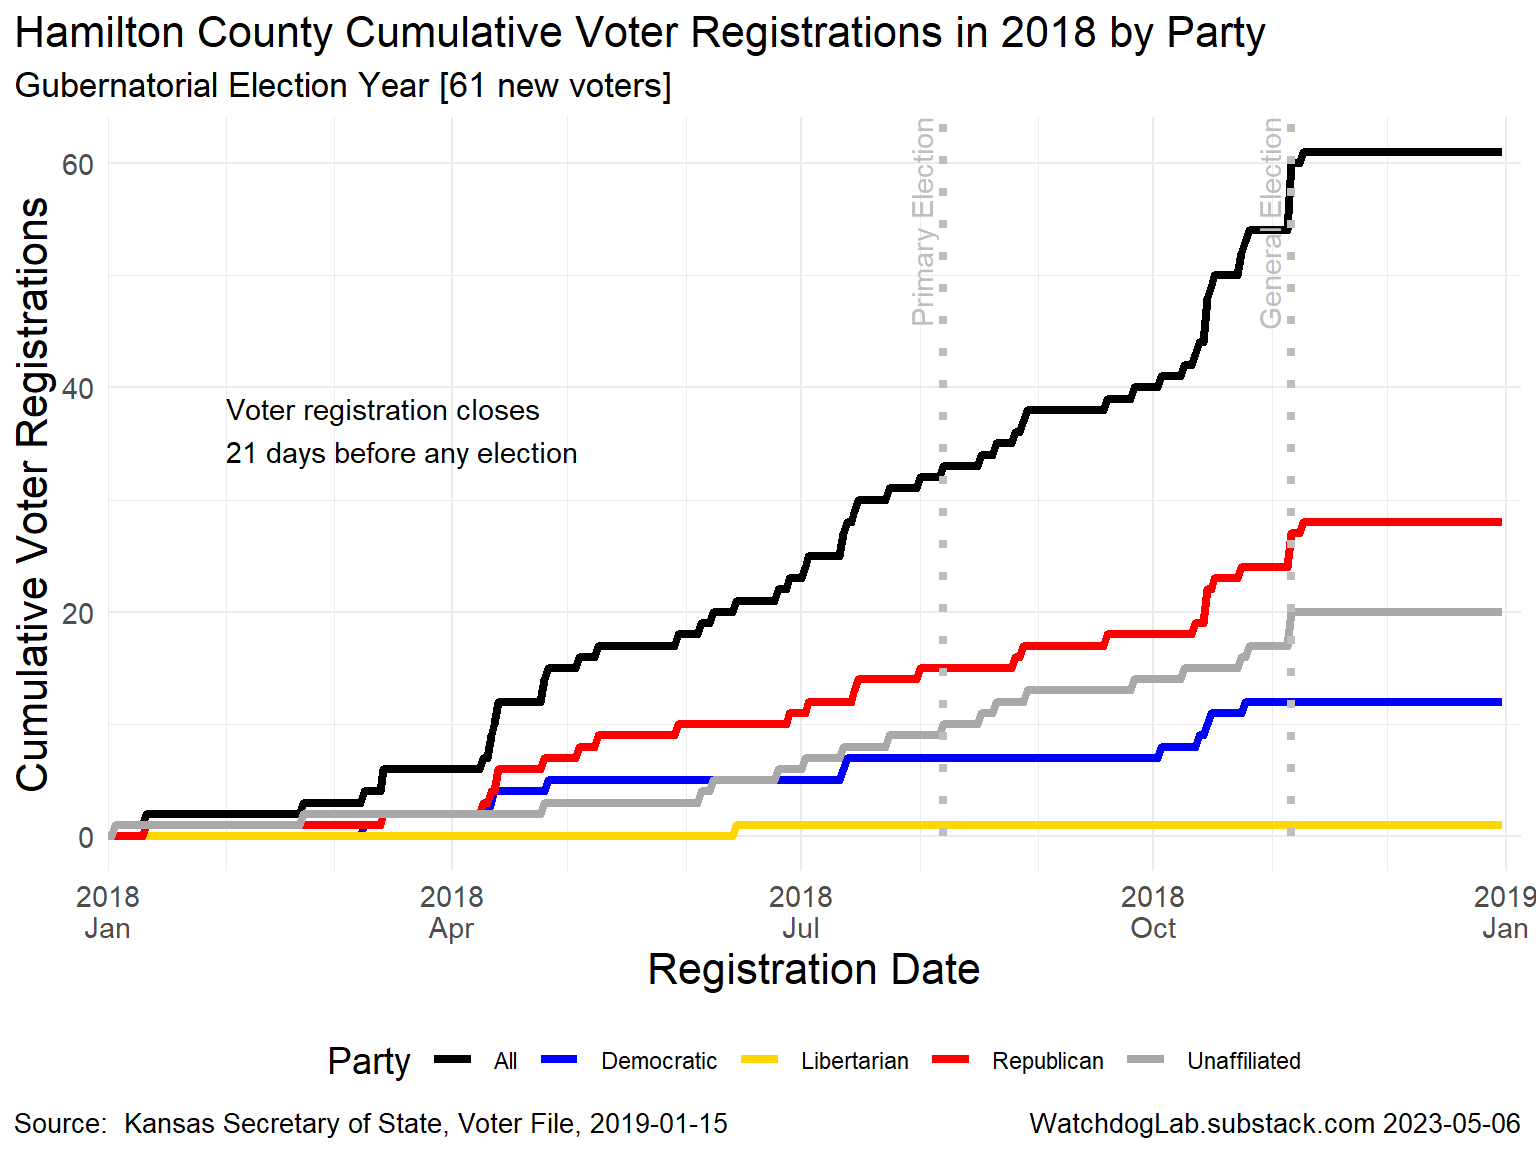 Hamilton County Cumulative Voter Registrations in 2018 by Party
Gubernatorial Election Year [61 new voters]
Cumulative Voter Registrations
60
40
20
0
Primary Election
General Election
Voter registration closes
21 days before any election
2018
Jan
2018
Apr
2018
Jul
2018
Oct
2019
Jan
Registration Date
Party All Democratic Libertarian Republican Unaffiliated
Source:  Kansas Secretary of State, Voter File, 2019-01-15
WatchdogLab.substack.com 2023-05-06